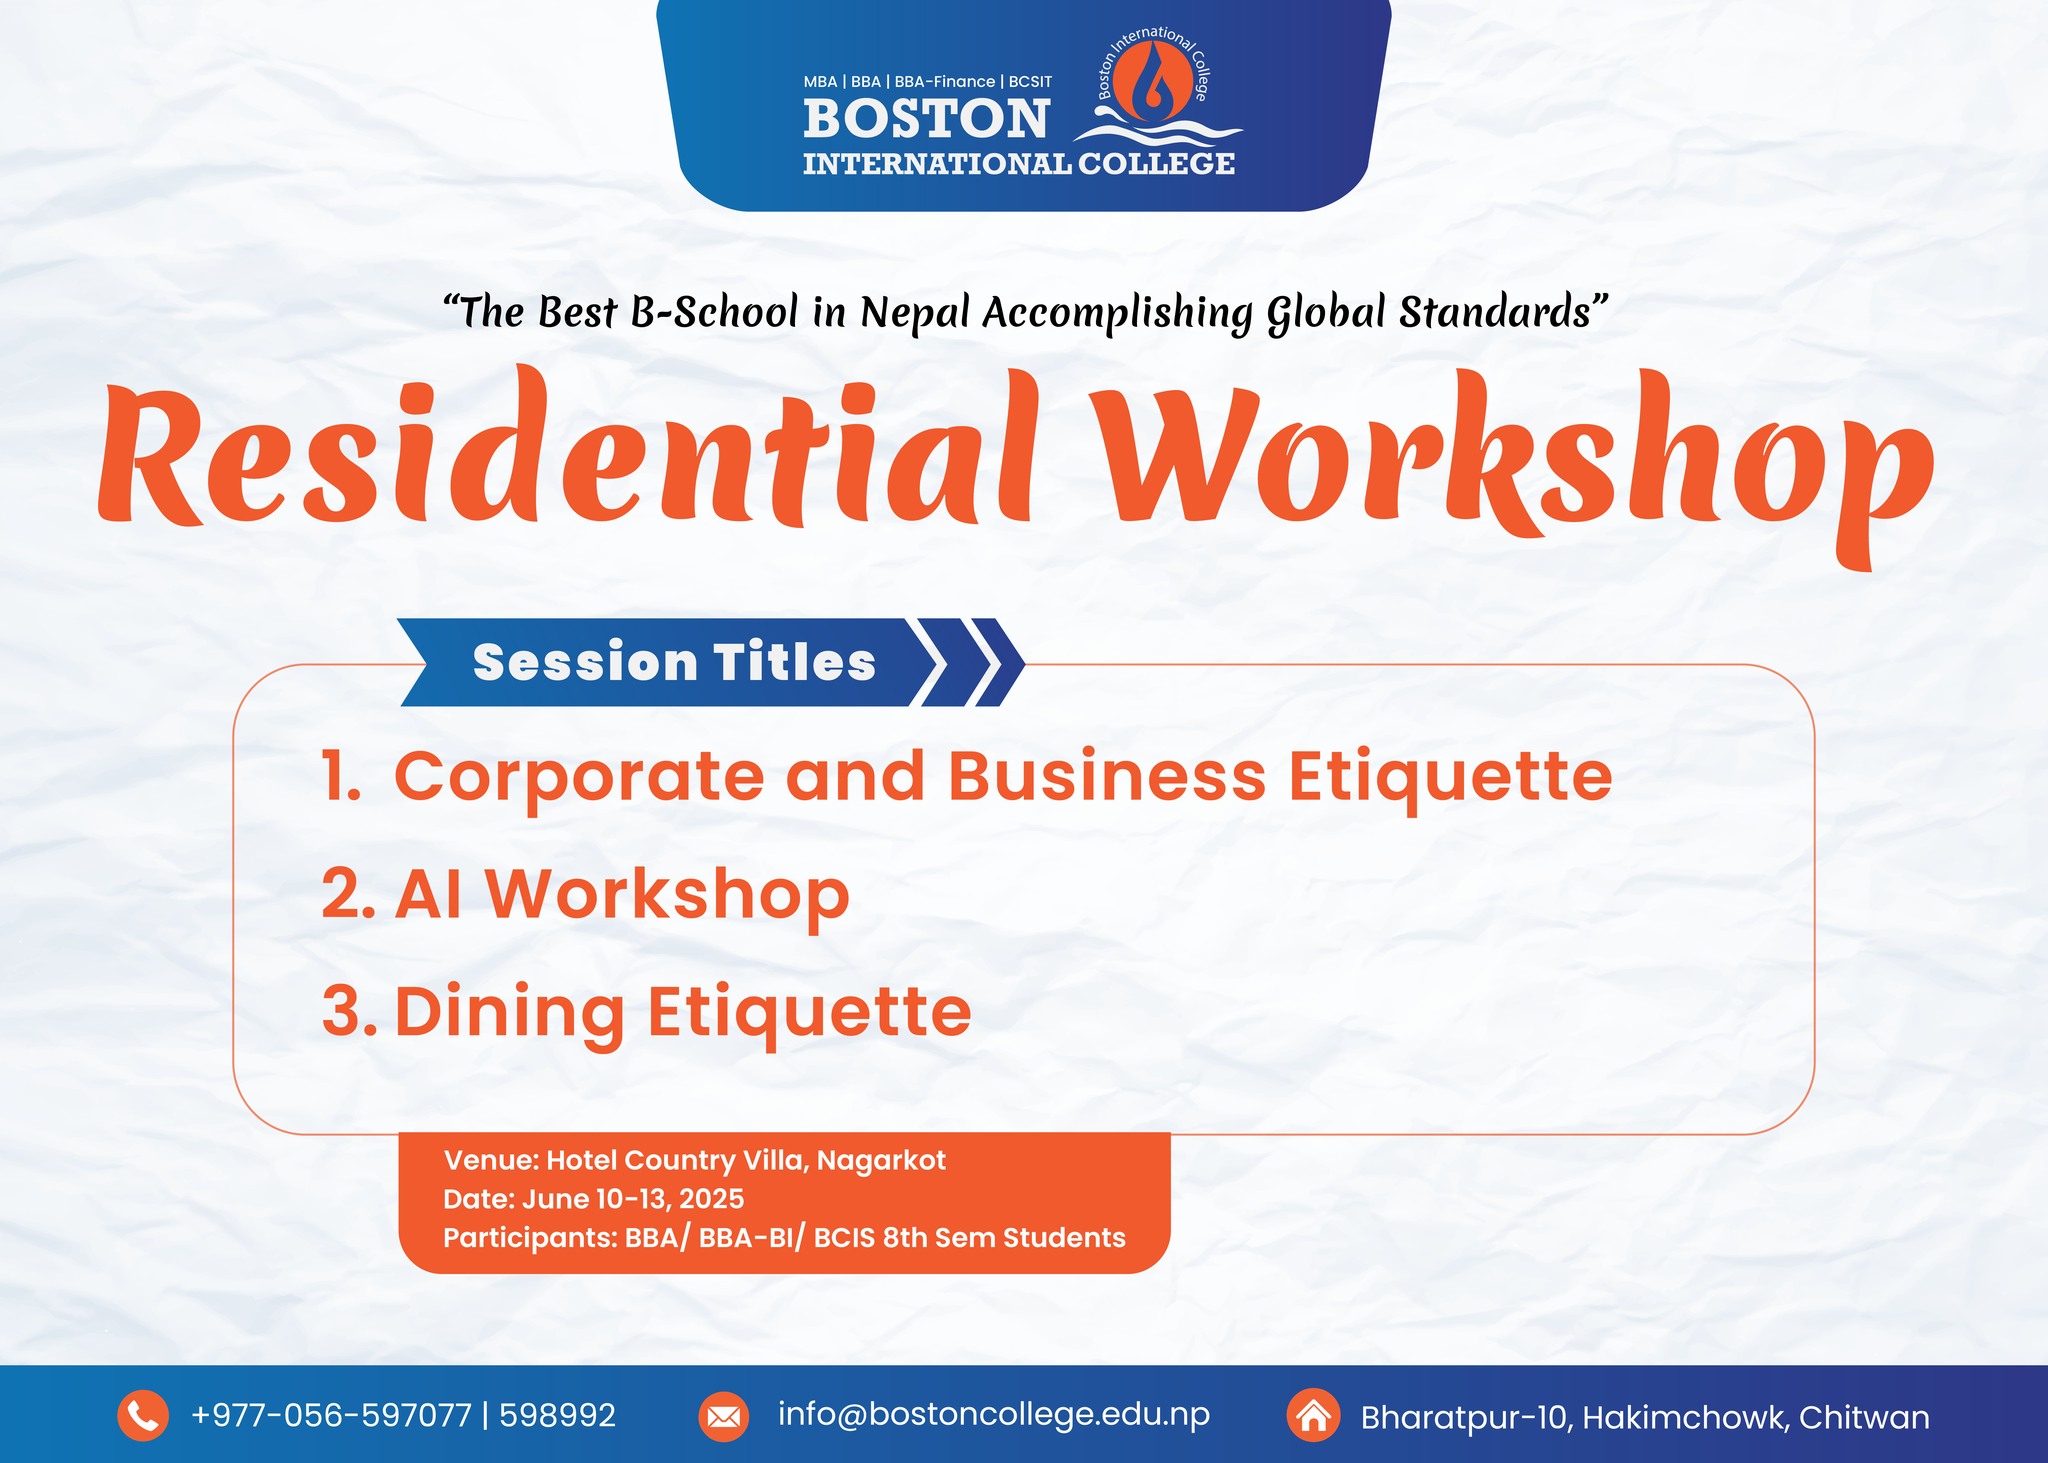 MBA | BBA | BBA-Finance | BCSIT
BOSTON
INTERNATIONAL COLLEGE
Boston International College
“The Best B-School in Nepal Accomplishing Global Standards”
Residential Workshop
Session Titles
1. Corporate and Business Etiquette
2. AI Workshop
3. Dining Etiquette
Venue: Hotel Country Villa, Nagarkot
Date: June 10-13, 2025
Participants: BBA/ BBA-BI/ BCIS 8th Sem Students
+977-056-597077 | 598992
info@bostoncollege.edu.np
Bharatpur-10, Hakimchowk, Chitwan